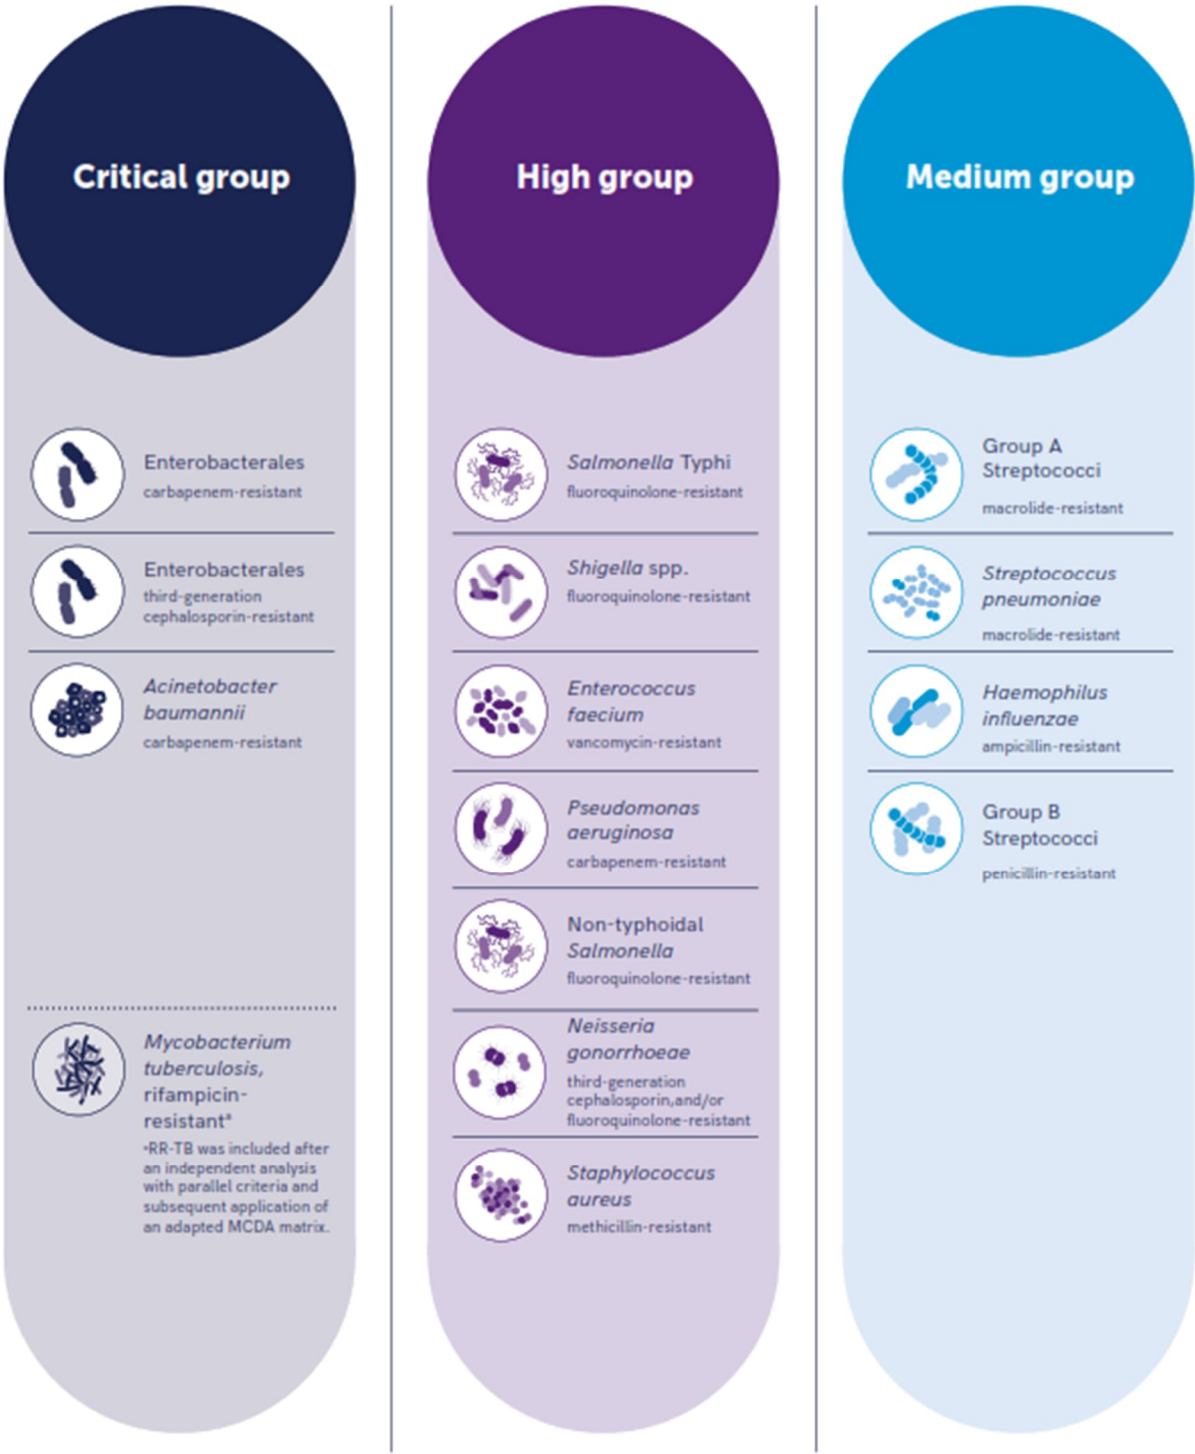 Critical group
Enterobacterales
carbapenem-resistant
Enterobacterales
third-generation
cephalosporin-resistant
Acinetobacter
baumannii
carbapenem-resistant
Mycobacterium
tuberculosis,
rifampicin-
resistantª
ªRR-TB was included after
an independent analysis
with parallel criteria and
subsequent application of
an adapted MCDA matrix.
High group
Salmonella Typhi
fluoroquinolone-resistant
Shigella spp.
fluoroquinolone-resistant
Enterococcus
faecium
vancomycin-resistant
Pseudomonas
aeruginosa
carbapenem-resistant
Non-typhoidal
Salmonella
fluoroquinolone-resistant
Neisseria
gonorrhoeae
third-generation
cephalosporin,and/or
fluoroquinolone-resistant
Staphylococcus
aureus
methicillin-resistant
Medium group
Group A
Streptococci
macrolide-resistant
Streptococcus
pneumoniae
macrolide-resistant
Haemophilus
influenzae
ampicillin-resistant
Group B
Streptococci
penicillin-resistant